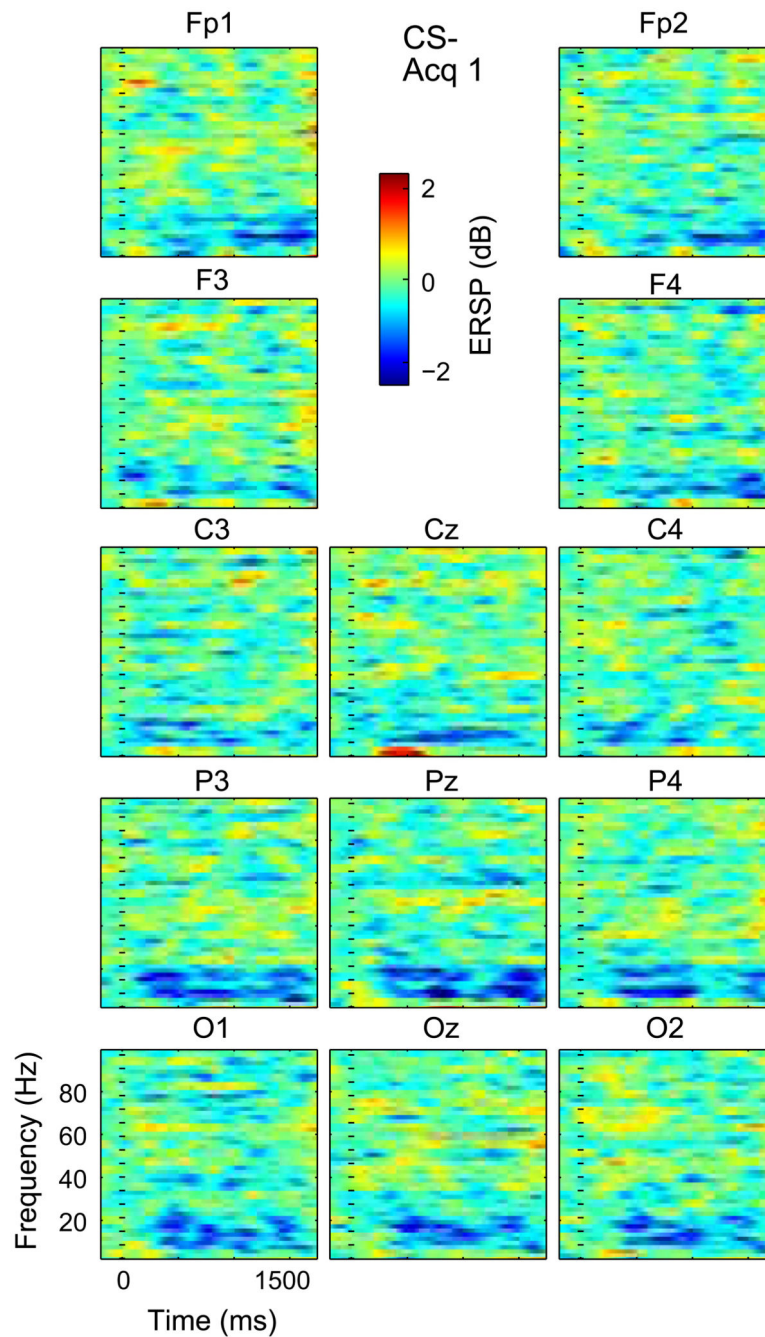 Fp1
CS-
Acq 1
Fp2
2
0
−2
ERSP (dB)
F3
F4
C3
Cz
C4
P3
Pz
P4
O1
Oz
O2
Frequency (Hz)
80
60
40
20
0
1500
Time (ms)